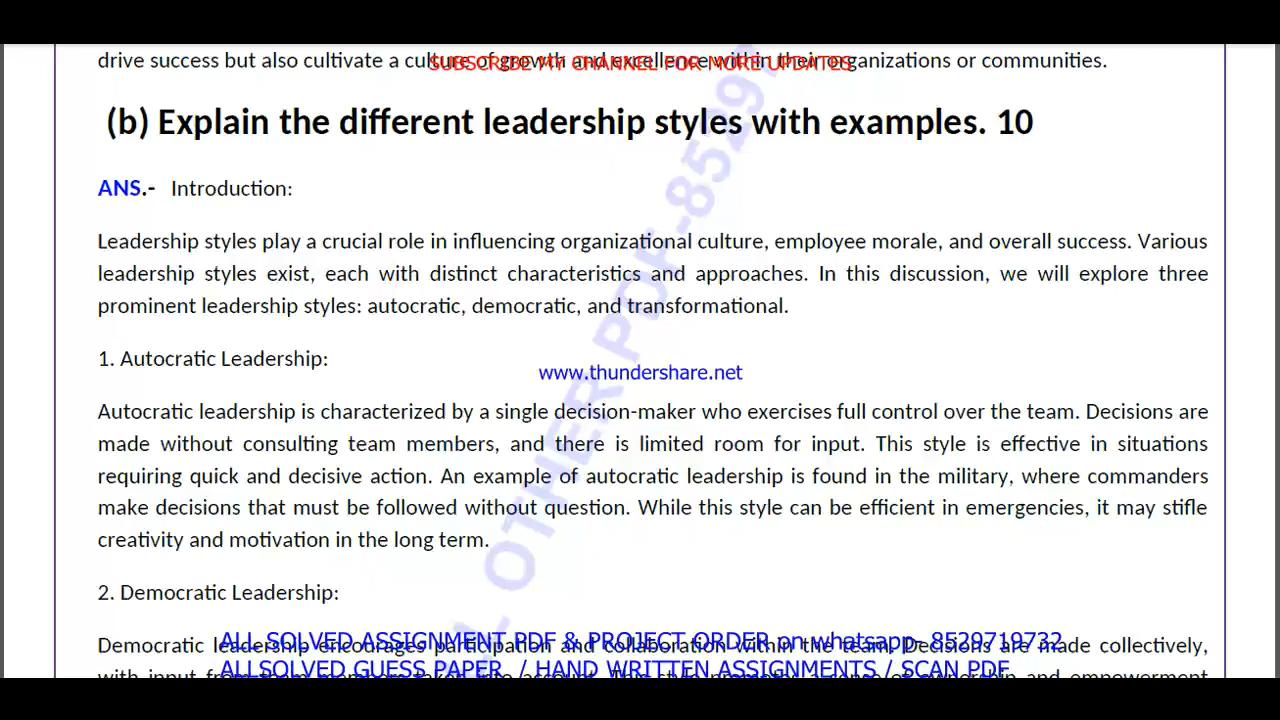 drive success but also cultivate a culture of growth and excellence within their organizations or communities.
SUBSCRIBE MY CHANNEL FOR MORE UPDATES
(b) Explain the different leadership styles with examples. 10
ANS.- Introduction:
Leadership styles play a crucial role in influencing organizational culture, employee morale, and overall success. Various
leadership styles exist, each with distinct characteristics and approaches. In this discussion, we will explore three
prominent leadership styles: autocratic, democratic, and transformational.
1. Autocratic Leadership:
www.thundershare.net
Autocratic leadership is characterized by a single decision-maker who exercises full control over the team. Decisions are
made without consulting team members, and there is limited room for input. This style is effective in situations
requiring quick and decisive action. An example of autocratic leadership is found in the military, where commanders
make decisions that must be followed without question. While this style can be efficient in emergencies, it may stifle
creativity and motivation in the long term.
2. Democratic Leadership:
Democratic leadership encourages participation and collaboration within the team. Decisions are made collectively,
ALL SOLVED ASSIGNMENT PDF & PROJECT ORDER on whatsapp- 8529719732
ALLSOLVED GUESS PAPER / HAND WRITTEN ASSIGNMENTS / SCAN PDF
with input from and empowerment
OTHER PDF-8529